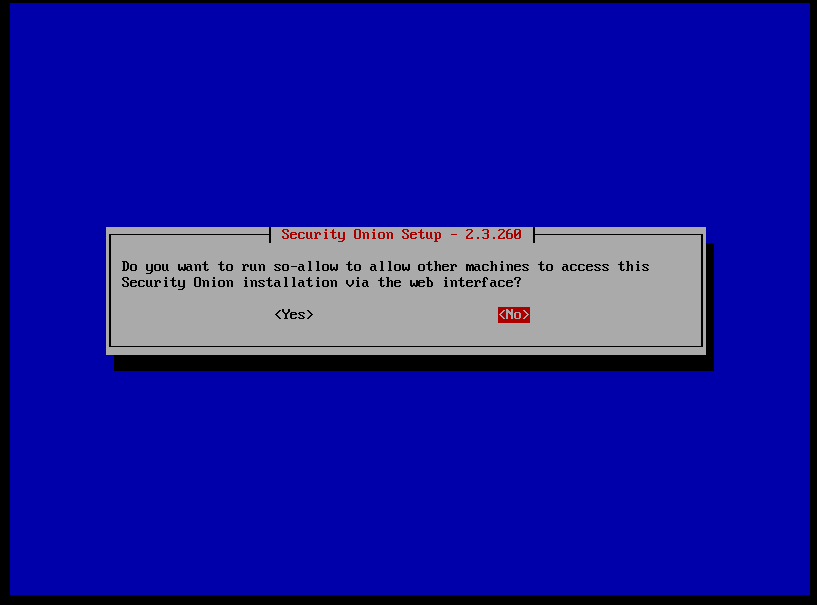 Security Onion Setup - 2.3.260
Do you want to run so-allow to allow other machines to access this
Security Onion installation via the web interface?
<Yes> <No>